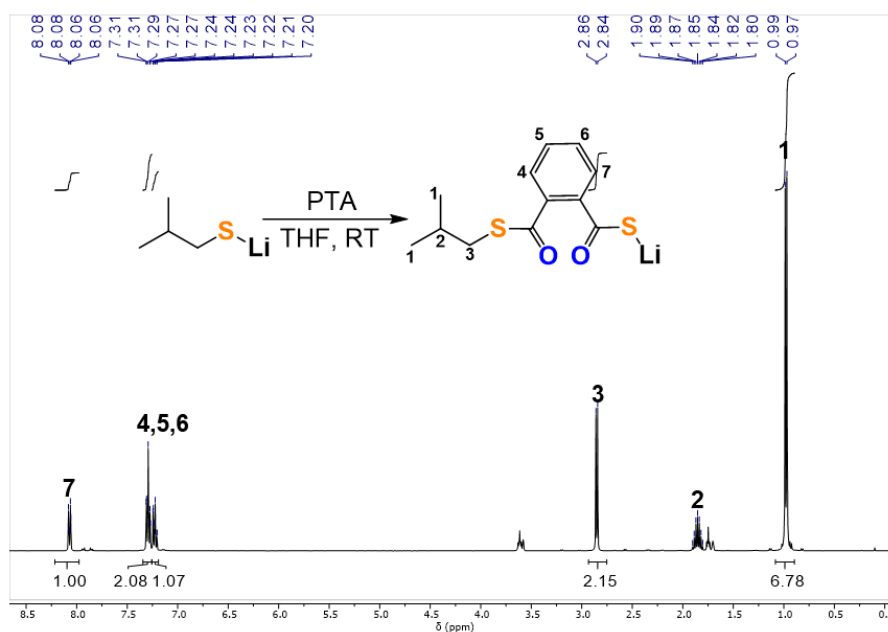 8.08 8.08 8.06 8.06 7.31 7.31 7.29 7.27 7.27 7.24 7.24 7.23 7.22 7.21 7.20 2.86 2.84 1.90 1.89 1.87 1.85 1.84 1.82 1.80 0.99 0.97
5 6
4 7
1
S Li
PTA
THF, RT
1 2 3 S O O S Li
1
4,5,6
7
3
2
1.00 2.08 1.07 2.15 6.78
8.5 8.0 7.5 7.0 6.5 6.0 5.5 5.0 4.5 4.0 3.5 3.0 2.5 2.0 1.5 1.0 0.5
δ (ppm)